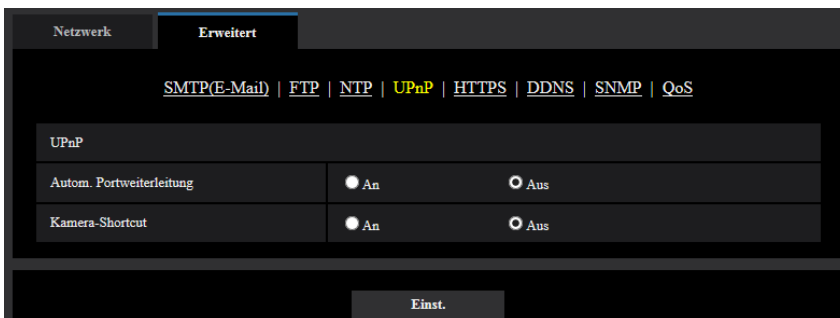 Netzwerk Erweitert
SMTP(E-Mail) | FTP | NTP | UPnP | HTTPS | DDNS | SNMP | QoS
UPnP
Autom. Portweiterleitung An Aus
Kamera-Shortcut An Aus
Einst.